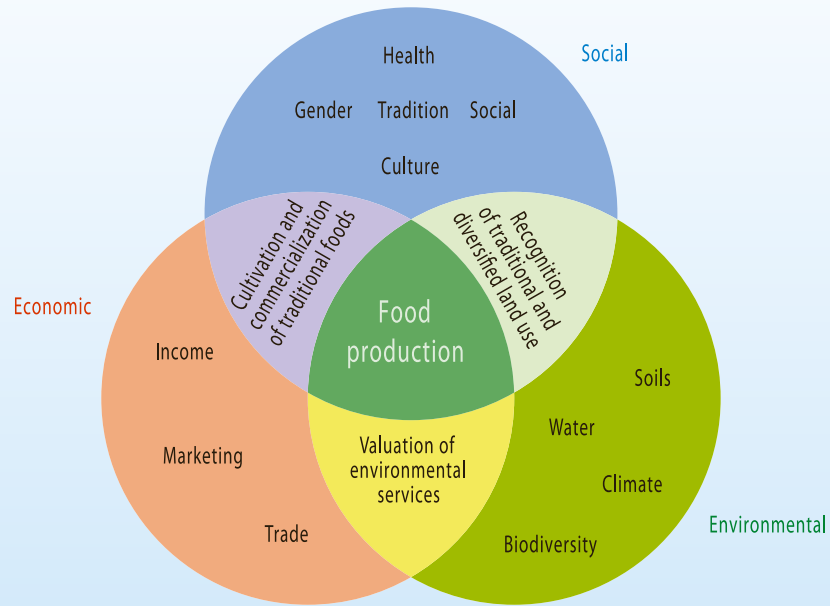 Health
Social
Gender Tradition Social
Culture
Cultivation and
commercialization
of traditional foods
Recognition
of traditional and
diversified land use
Economic
Food
production
Income
Soils
Water
Marketing
Valuation of
environmental
services
Climate
Trade
Biodiversity
Environmental